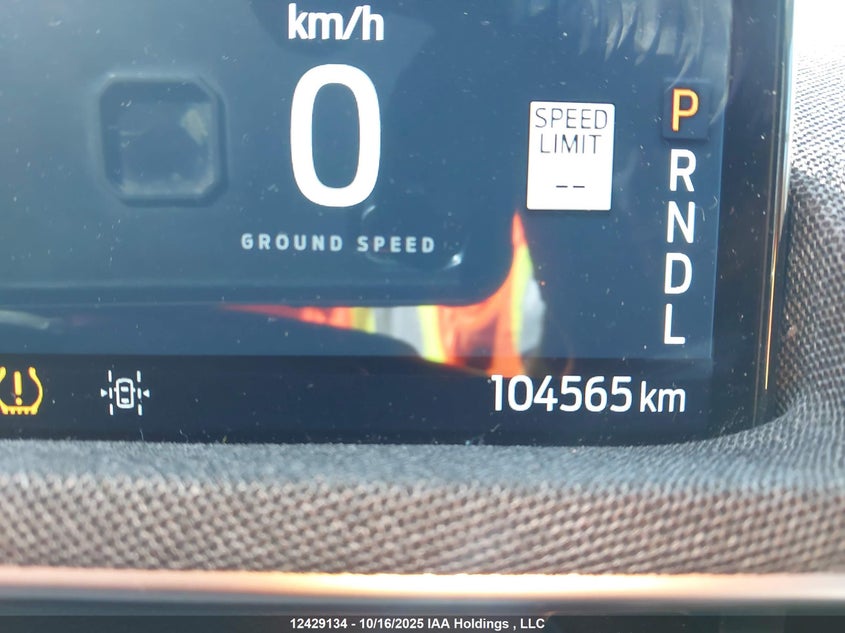 km/h
0
GROUND SPEED
SPEED
LIMIT
--
P
R
N
D
L
104565 km
12429134 - 10/16/2025 IAA Holdings , LLC